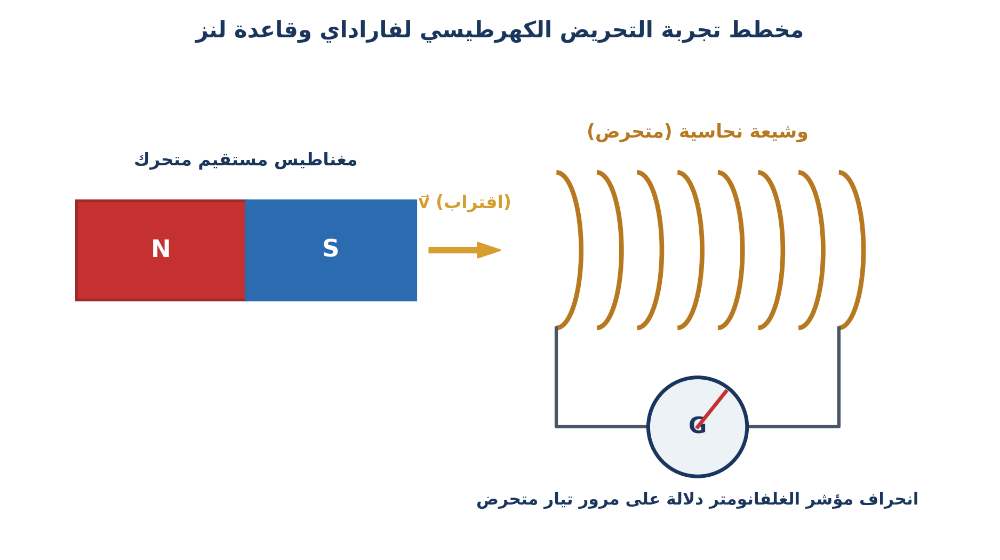 مخطط تجربة التحريض الكهرطيسي لفاراداي وقاعدة لنز
وشيعة نحاسية (متحرض)
مغناطيس مستقيم متحرك
v⃗ (اقتراب)
N
S
G
انحراف مؤشر الغلفانومتر دلالة على مرور تيار متحرض